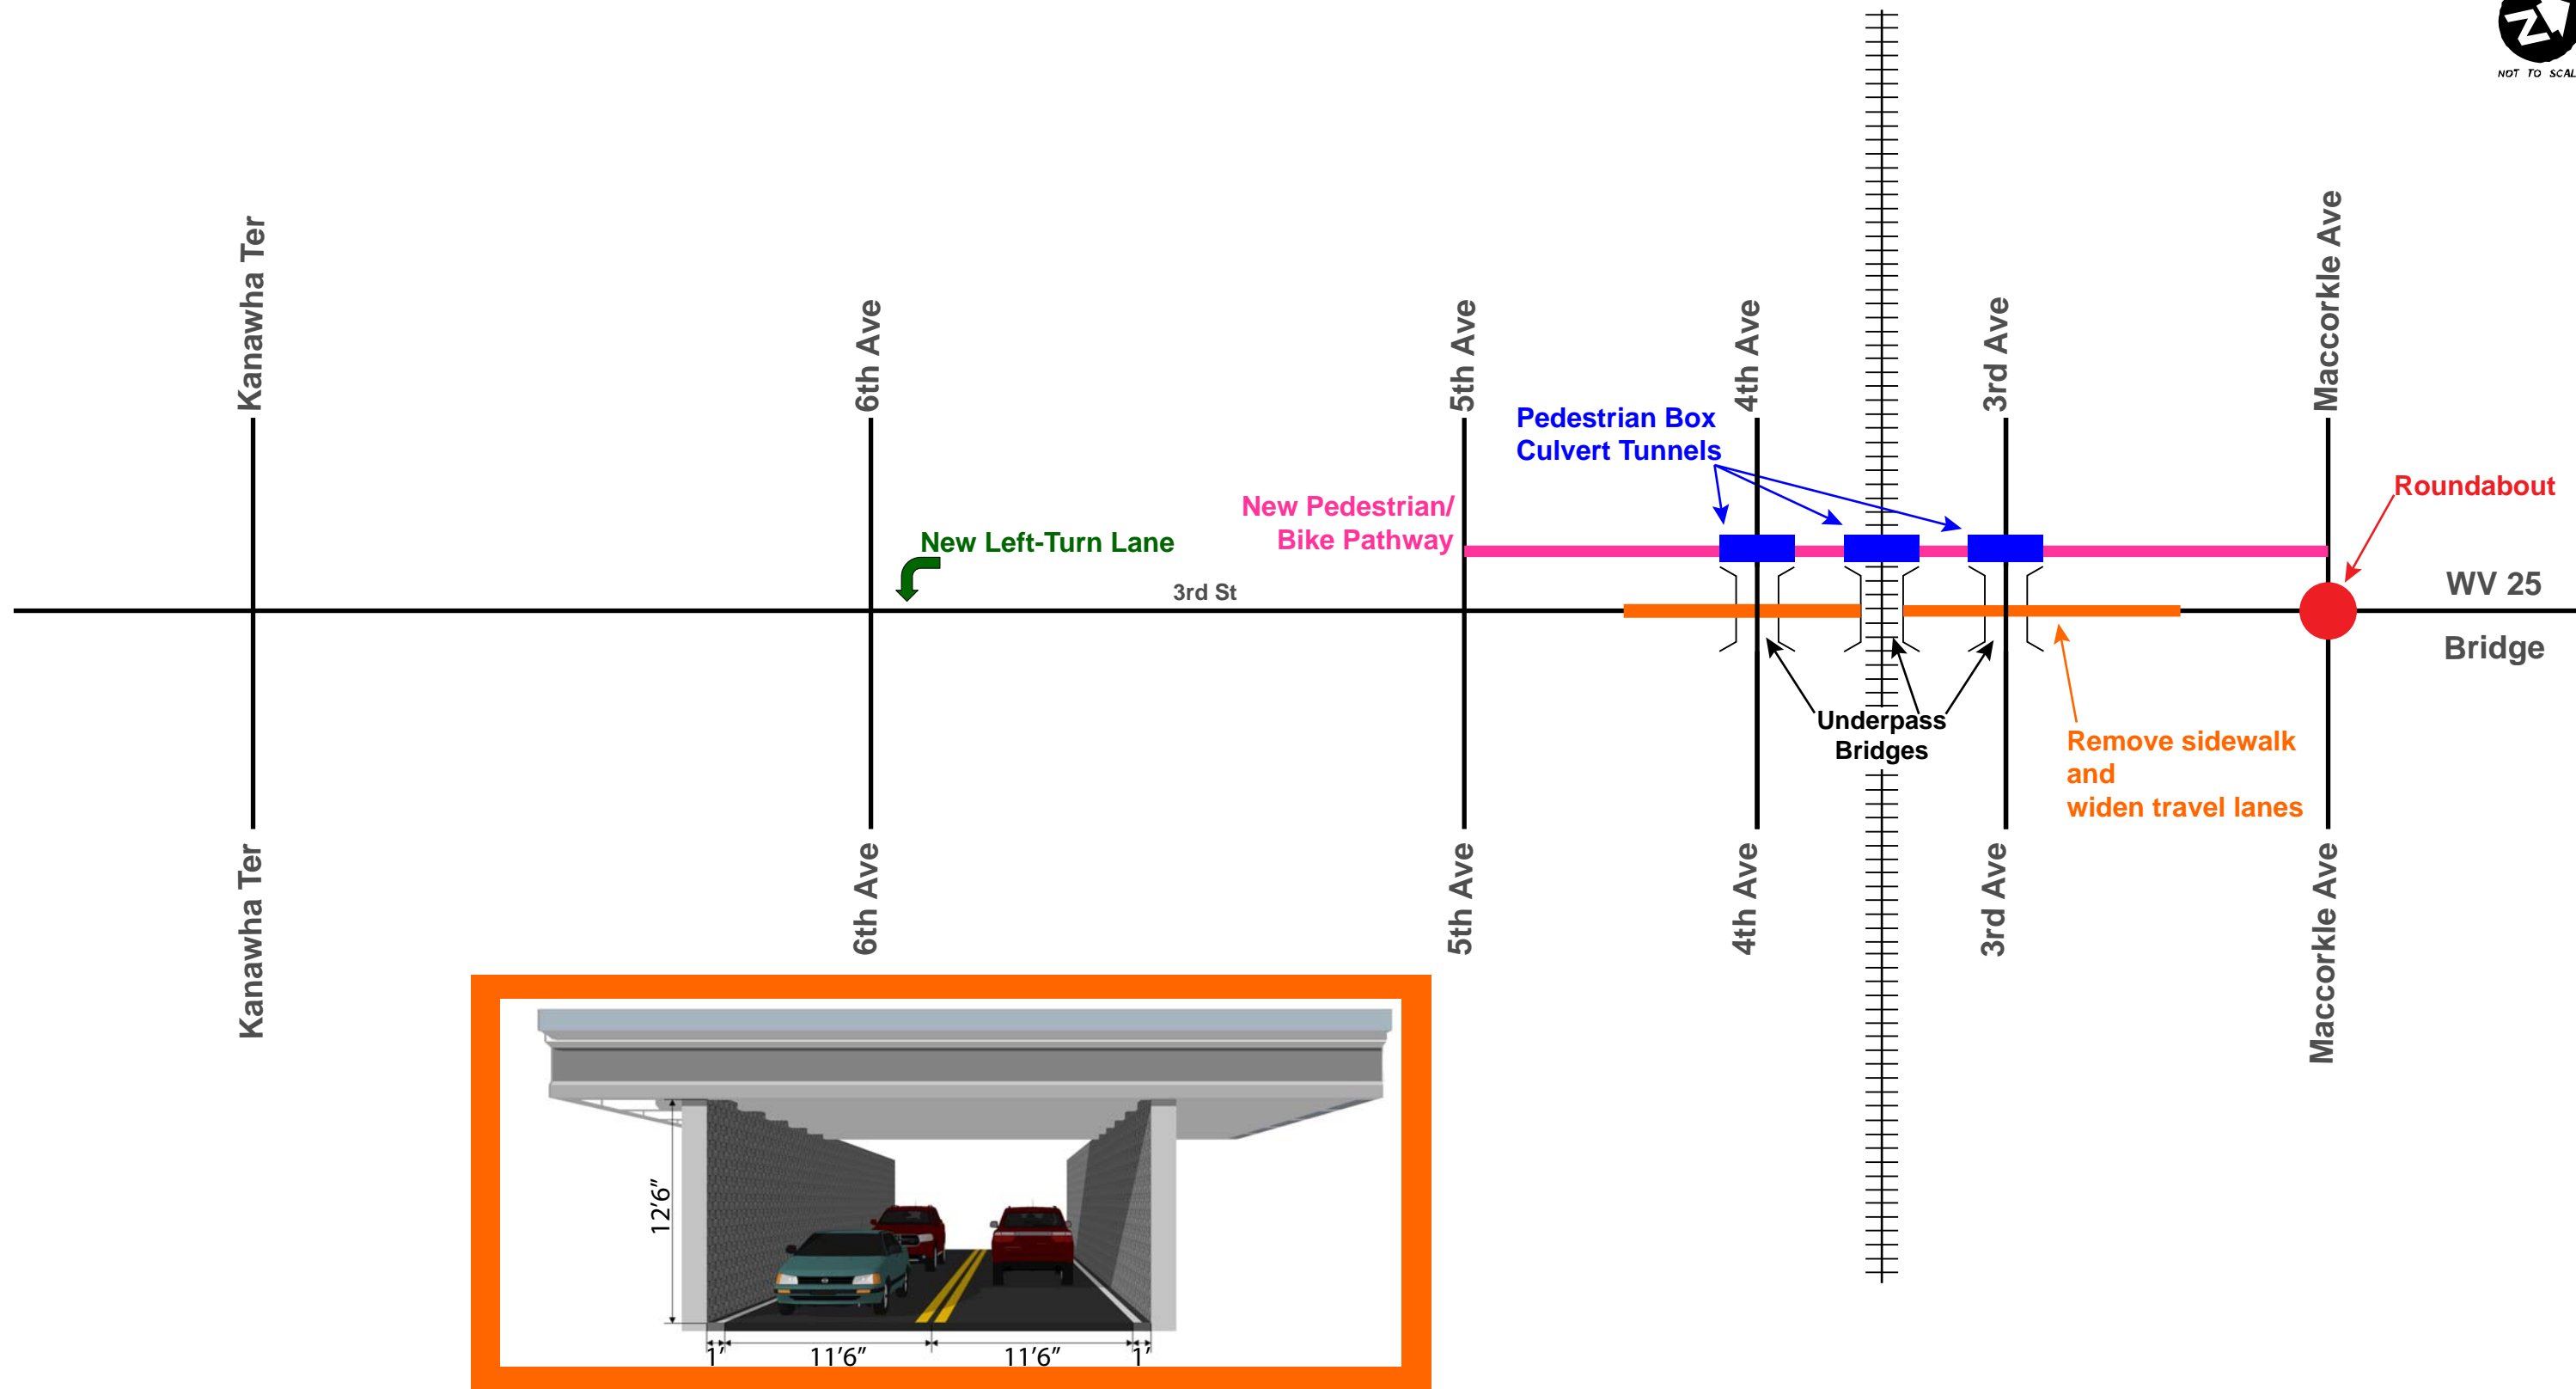 N
NOT TO SCAL
Kanawha Ter
6th Ave
5th Ave
4th Ave
3rd Ave
Maccorkle Ave
Pedestrian Box
Culvert Tunnels
Roundabout
New Pedestrian/
Bike Pathway
New Left-Turn Lane
3rd St
WV 25
Bridge
Underpass
Bridges
Remove sidewalk
and
widen travel lanes
Kanawha Ter
6th Ave
5th Ave
4th Ave
3rd Ave
Maccorkle Ave
12'6"
1'
11'6"
11'6"
1'